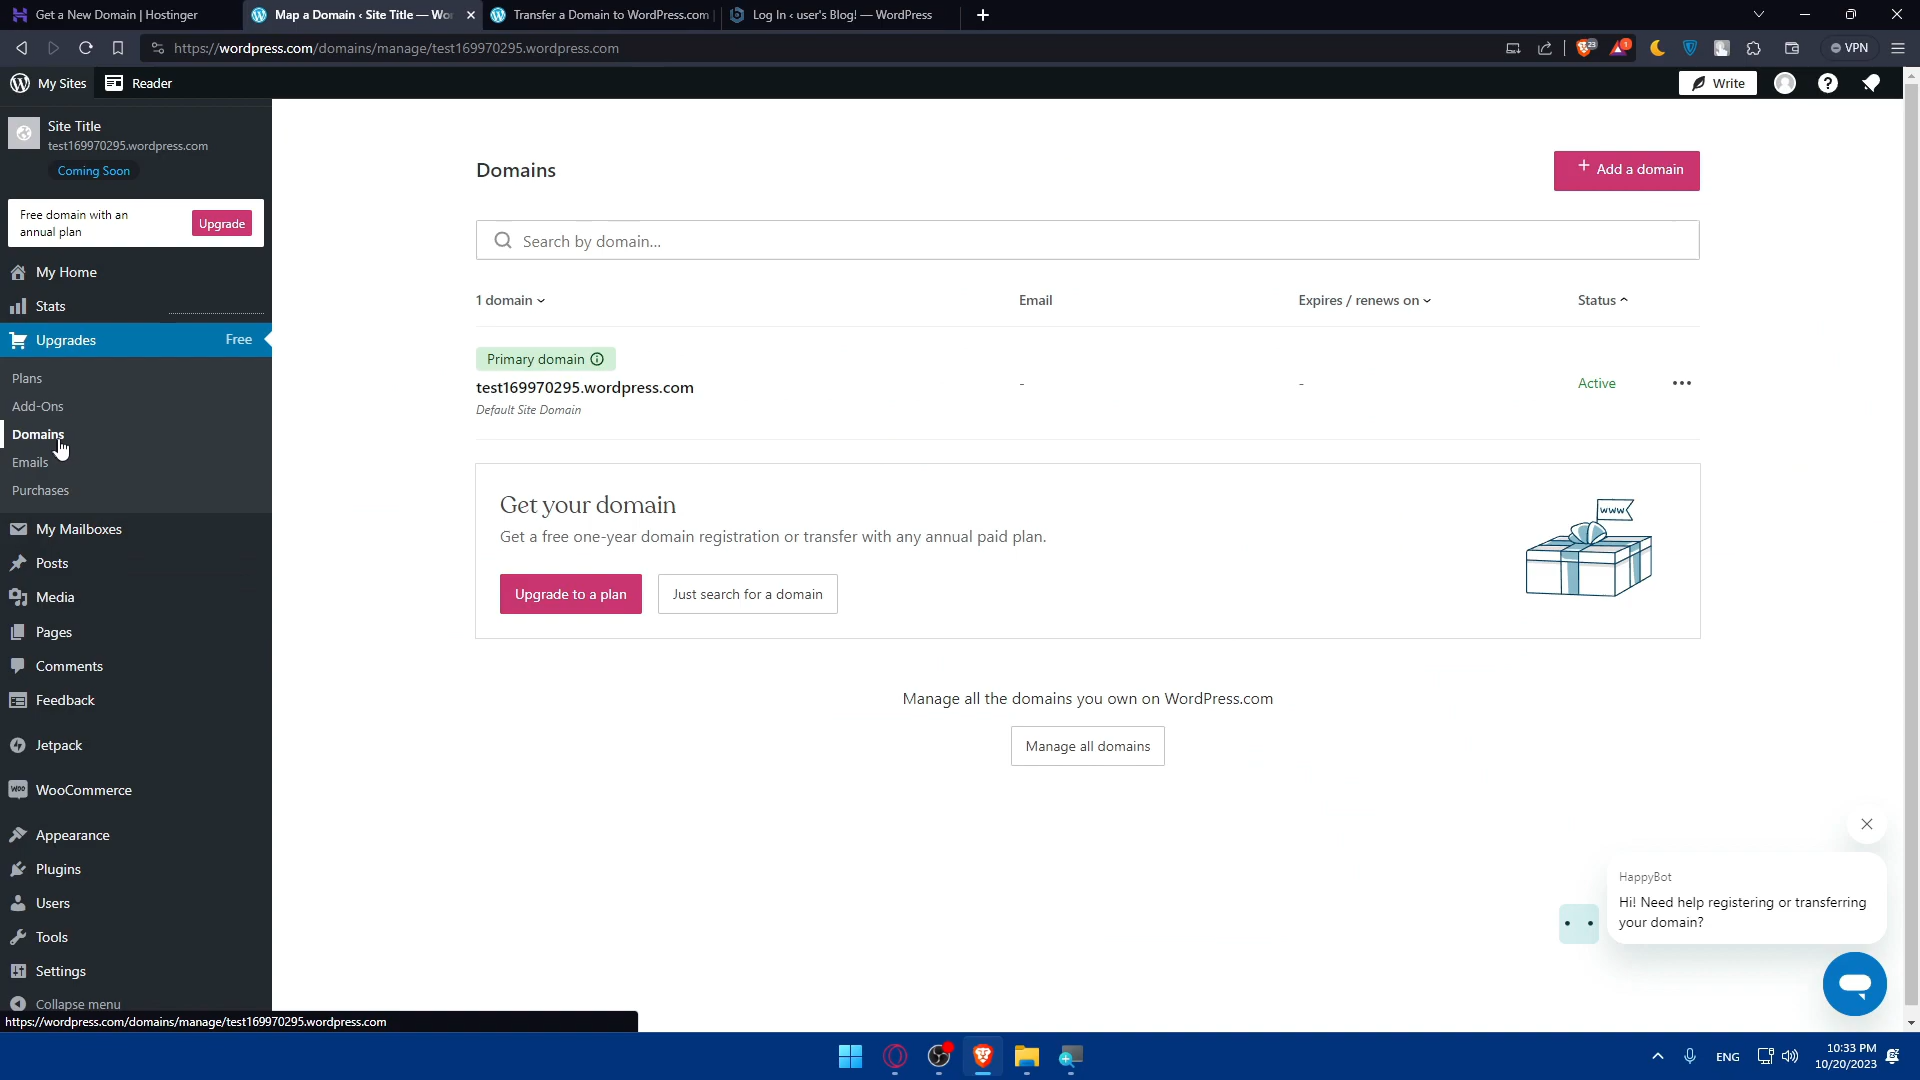 Get a New Domain | Hostinger
Map a Domain ‹ Site Title — Wor
Transfer a Domain to WordPress.com
Log In ‹ user's Blog! — WordPress
https://wordpress.com/domains/manage/test169970295.wordpress.com
23
1
VPN
My Sites
Reader
Write
Site Title
test169970295.wordpress.com
Coming Soon
Free domain with an
annual plan
Upgrade
My Home
Stats
Upgrades
Free
Plans
Add-Ons
Domains
Emails
Purchases
My Mailboxes
Posts
Media
Pages
Comments
Feedback
Jetpack
WOO
WooCommerce
Appearance
Plugins
Users
Tools
Settings
Collapse menu
https://wordpress.com/domains/manage/test169970295.wordpress.com
Domains
+ Add a domain
Search by domain...
1 domain
Email
Expires / renews on
Status
Primary domain
test169970295.wordpress.com
-
-
Active
Default Site Domain
Get your domain
www
Get a free one-year domain registration or transfer with any annual paid plan.
Upgrade to a plan
Just search for a domain
Manage all the domains you own on WordPress.com
Manage all domains
HappyBot
Hi! Need help registering or transferring
your domain?
ENG
10:33 PM
10/20/2023